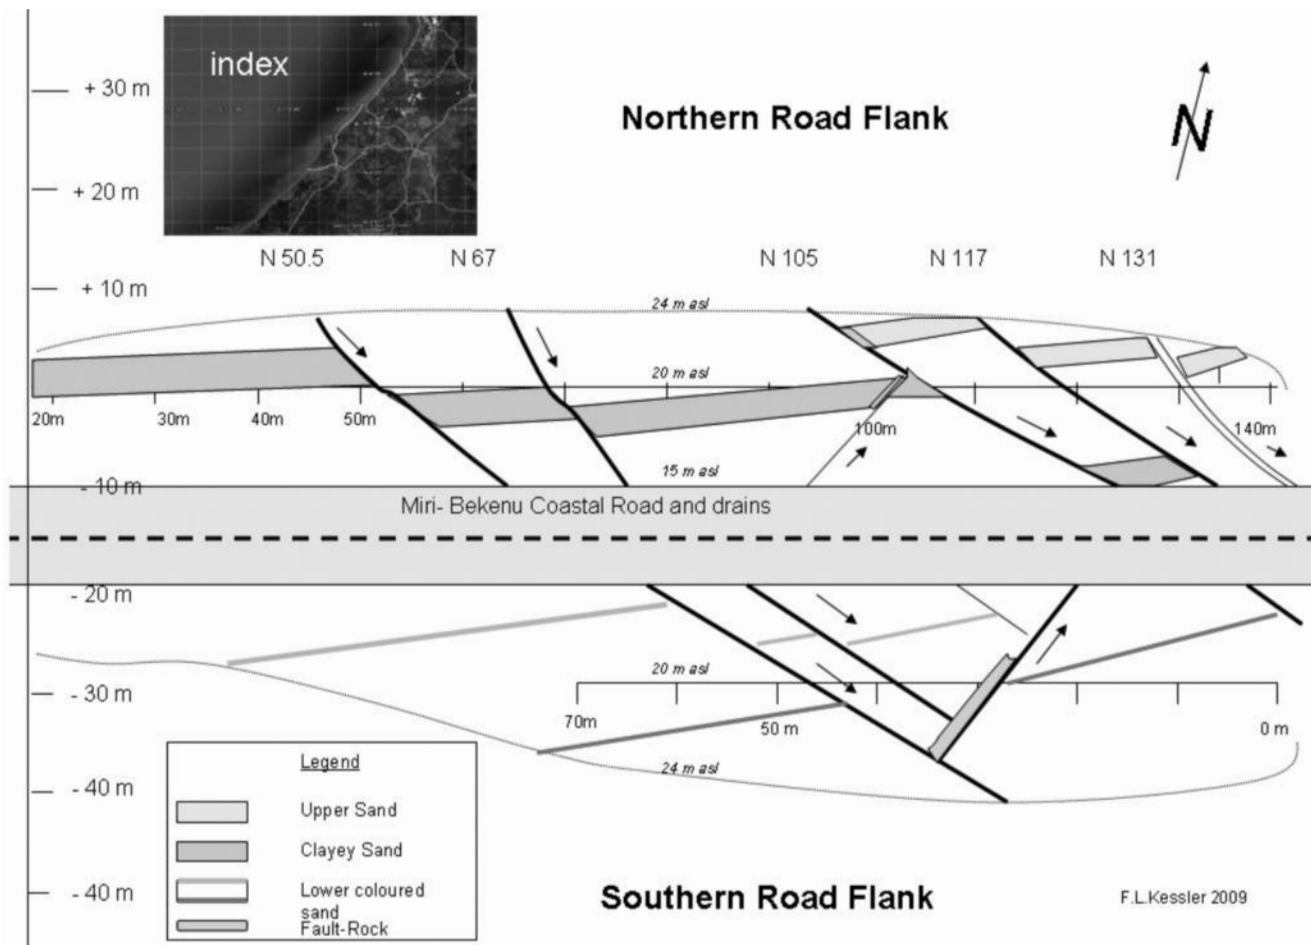 index
+ 30 m
Northern Road Flank
N
+ 20 m
N 50.5
N 67
N 105
N 117
N 131
+ 10 m
24 m asl
20 m asl
20m
30m
40m
50m
100m
140m
15 m asl
- 10 m
Miri- Bekenu Coastal Road and drains
- 20 m
20 m asl
- 30 m
70m
50 m
0 m
24 m asl
Legend
- 40 m
Upper Sand
Clayey Sand
Lower coloured
sand
Fault-Rock
- 40 m
Southern Road Flank
F.L.Kessler 2009